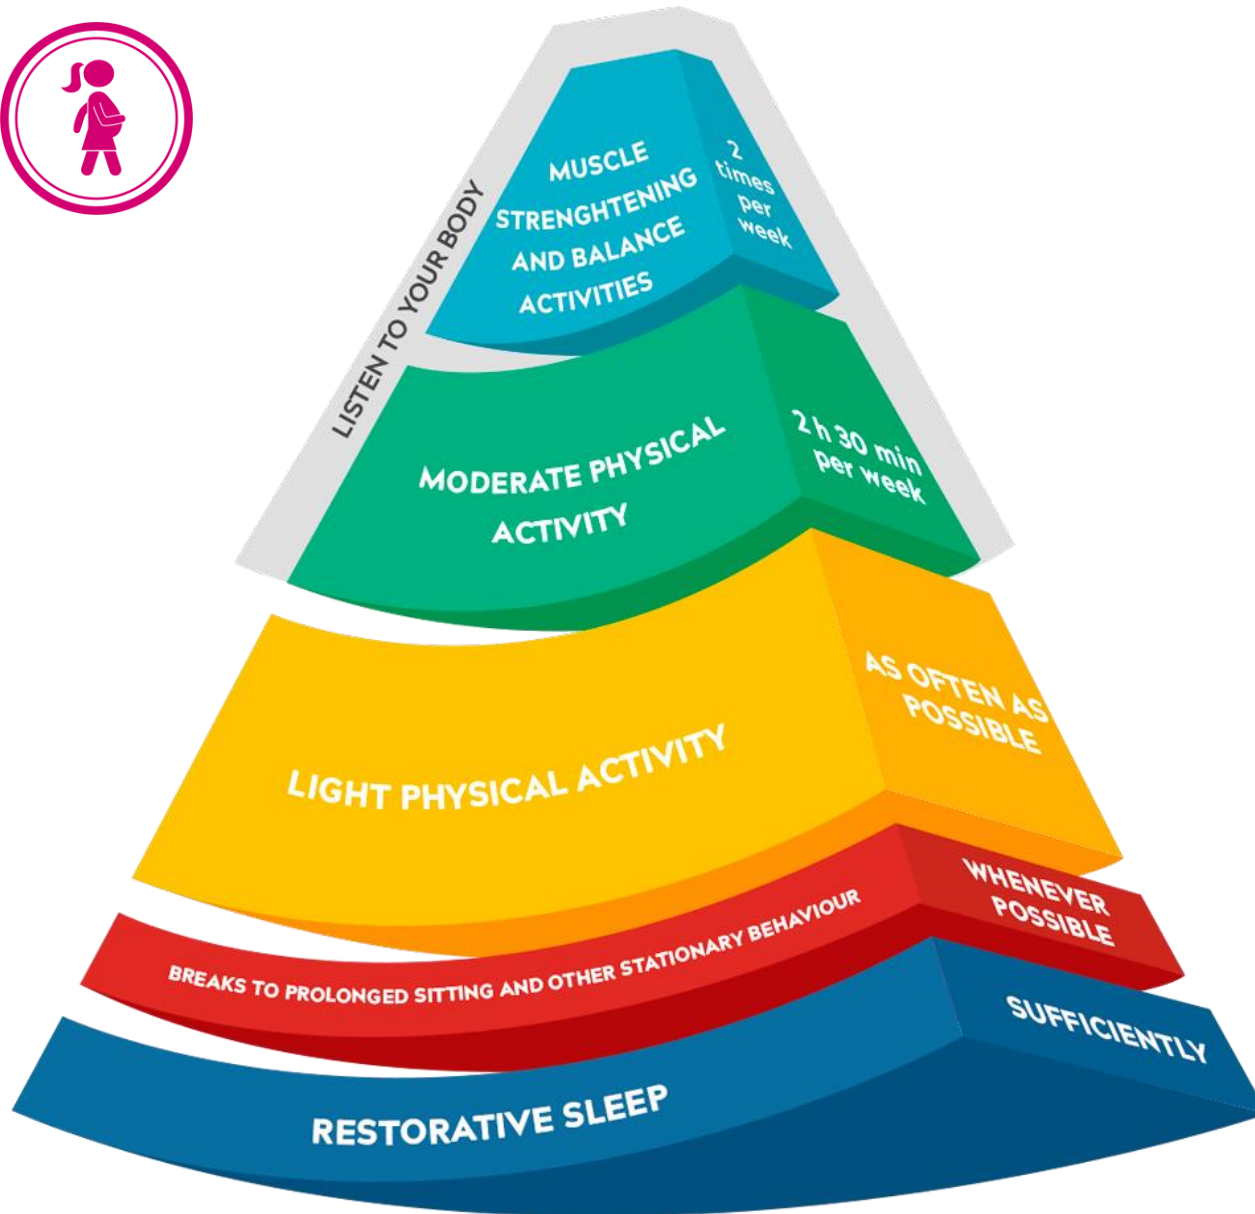 LISTEN TO YOUR BODY
MUSCLE
STRENGHTENING
AND BALANCE
ACTIVITIES
2
times
per
week
MODERATE PHYSICAL
ACTIVITY
2 h 30 min
per week
LIGHT PHYSICAL ACTIVITY
AS OFTEN AS
POSSIBLE
BREAKS TO PROLONGED SITTING AND OTHER STATIONARY BEHAVIOUR
WHENEVER
POSSIBLE
RESTORATIVE SLEEP
SUFFICIENTLY